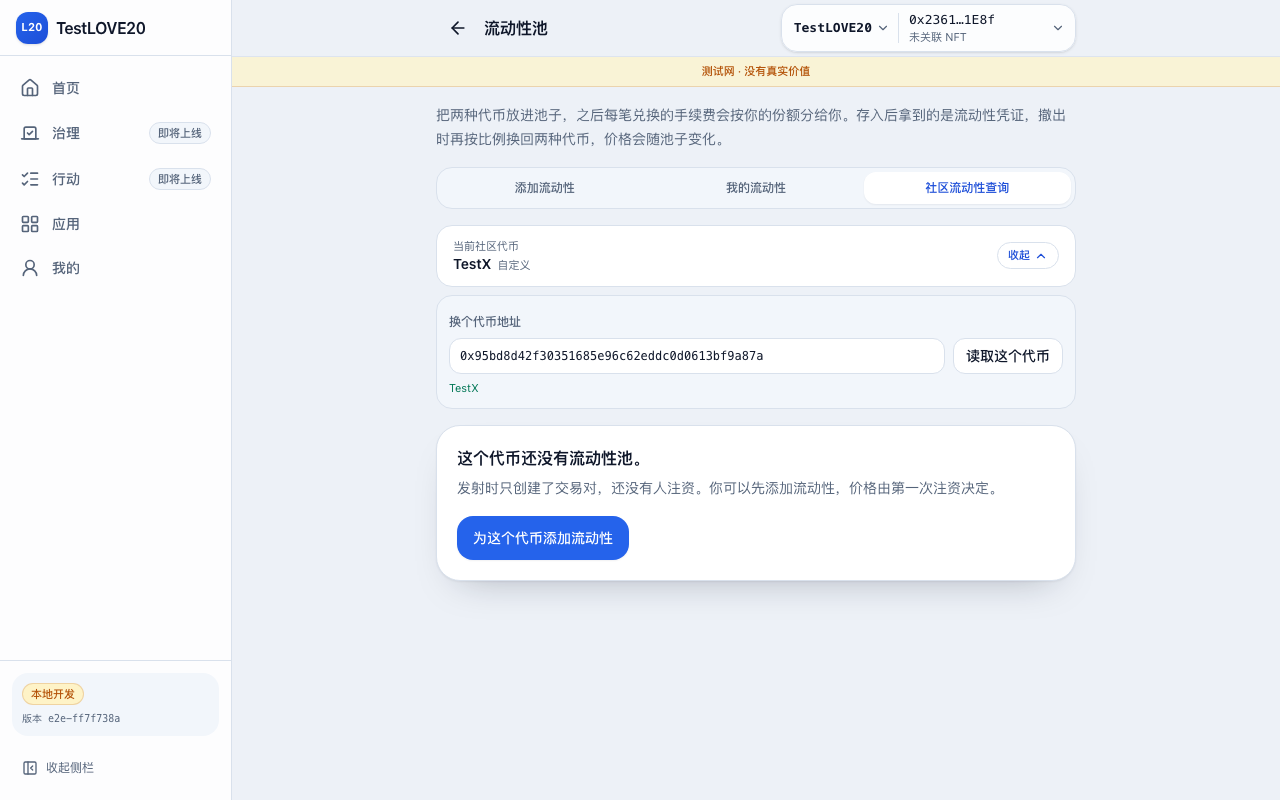 L20 TestLOVE20
首页
治理 即将上线
行动 即将上线
应用
我的
本地开发
版本 e2e-ff7f738a
收起侧栏
流动性池
TestLOVE20
0x2361…1E8f
未关联 NFT
测试网 · 没有真实价值
把两种代币放进池子，之后每笔兑换的手续费会按你的份额分给你。存入后拿到的是流动性凭证，撤出
时再按比例换回两种代币，价格会随池子变化。
添加流动性 我的流动性 社区流动性查询
当前社区代币
TestX 自定义
收起
换个代币地址
0x95bd8d42f30351685e96c62eddc0d0613bf9a87a
读取这个代币
TestX
这个代币还没有流动性池。
发射时只创建了交易对，还没有人注资。你可以先添加流动性，价格由第一次注资决定。
为这个代币添加流动性